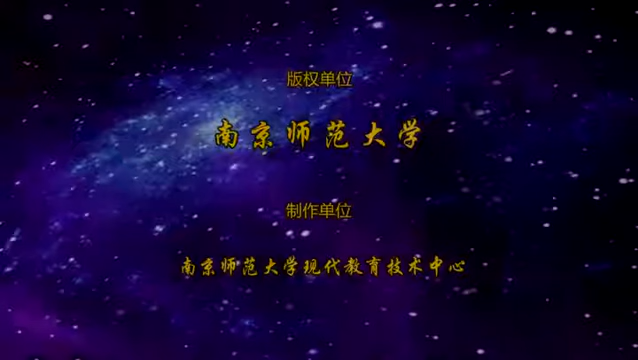 版权单位
南京师范大学
制作单位
南京师范大学现代教育技术中心